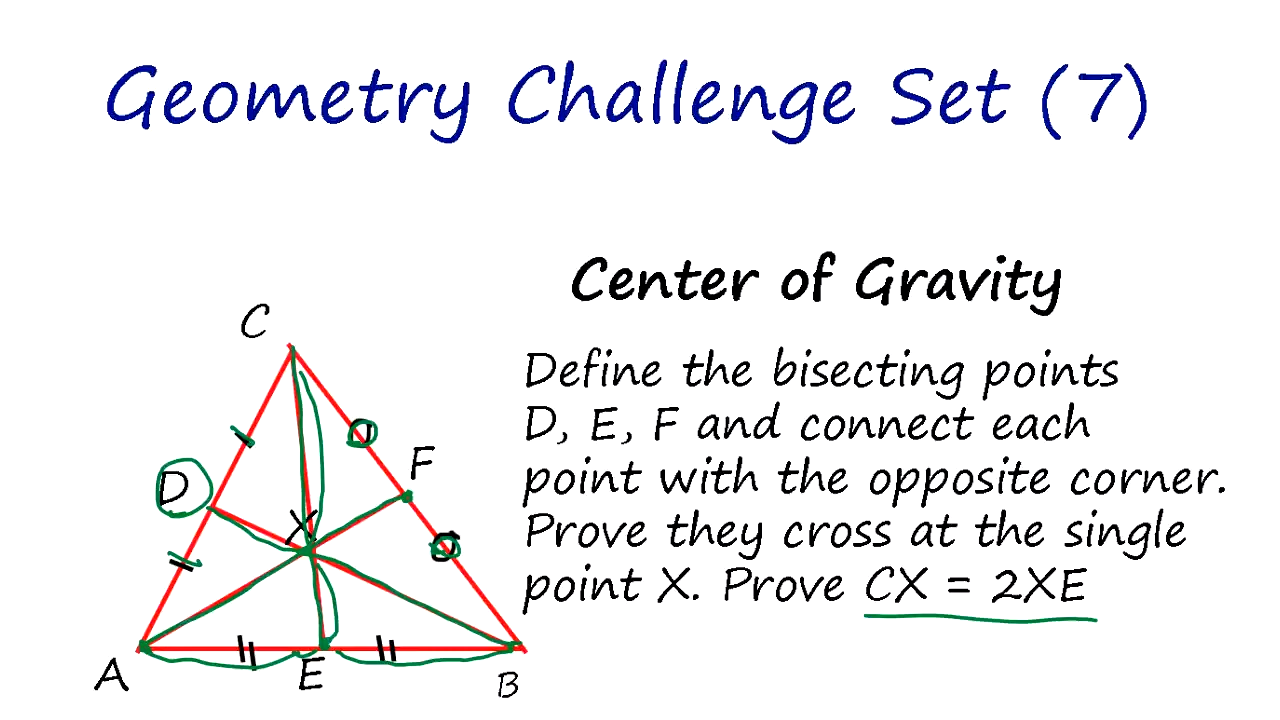 Geometry Challenge Set (7)
Center of Gravity
Define the bisecting points
D, E, F and connect each
point with the opposite corner.
Prove they cross at the single
point X. Prove CX = 2XE
C
F
D
X
A
E
B